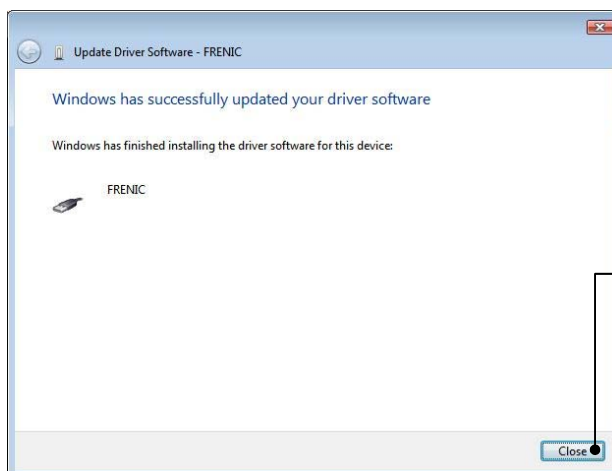 Update Driver Software - FRENIC
Windows has successfully updated your driver software
Windows has finished installing the driver software for this device:
FRENIC
Close